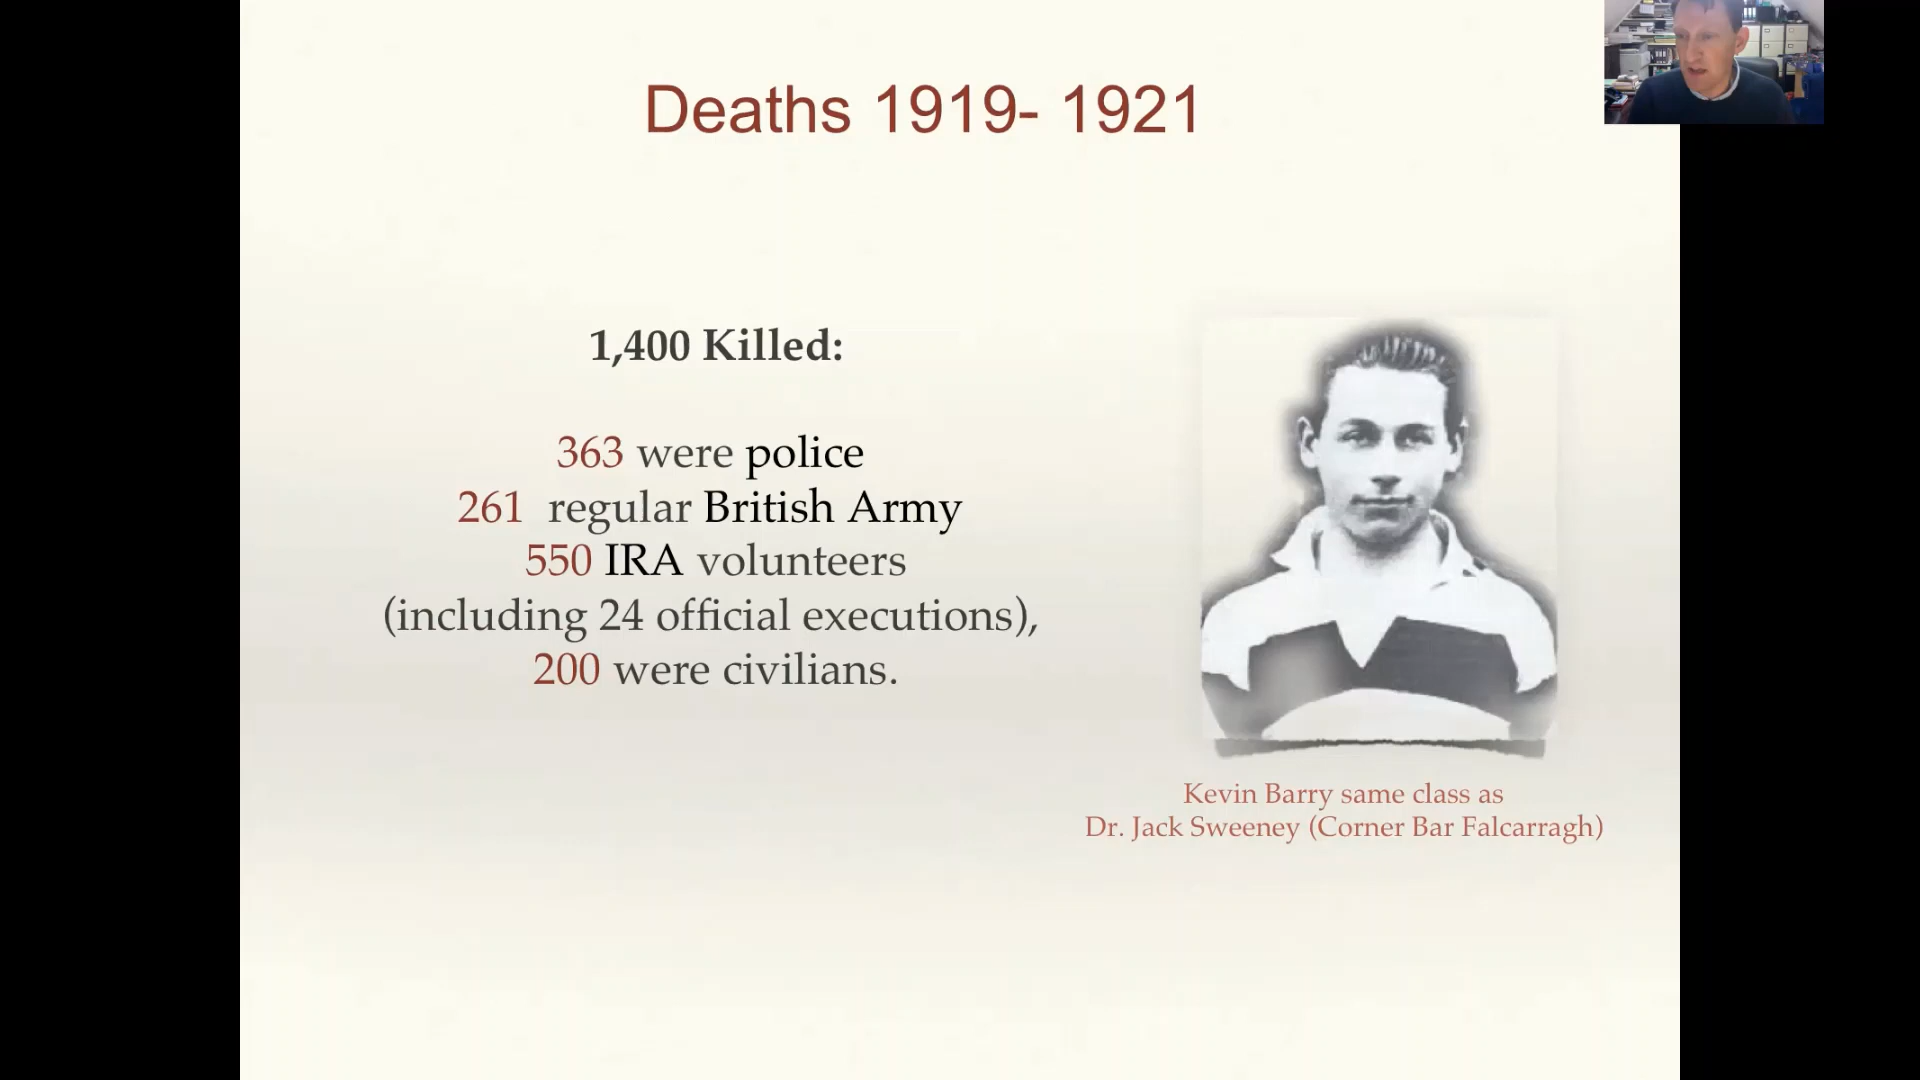 Deaths 1919- 1921
1,400 Killed:
363 were police
261 regular British Army
550 IRA volunteers
(including 24 official executions),
200 were civilians.
Kevin Barry same class as
Dr. Jack Sweeney (Corner Bar Falcarragh)